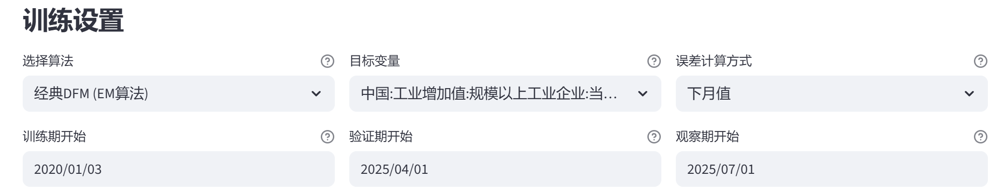 训练设置
选择算法 目标变量 误差计算方式
经典DFM (EM算法) 中国:工业增加值:规模以上工业企业:当... 下月值
训练期开始 验证期开始 观察期开始
2020/01/03 2025/04/01 2025/07/01